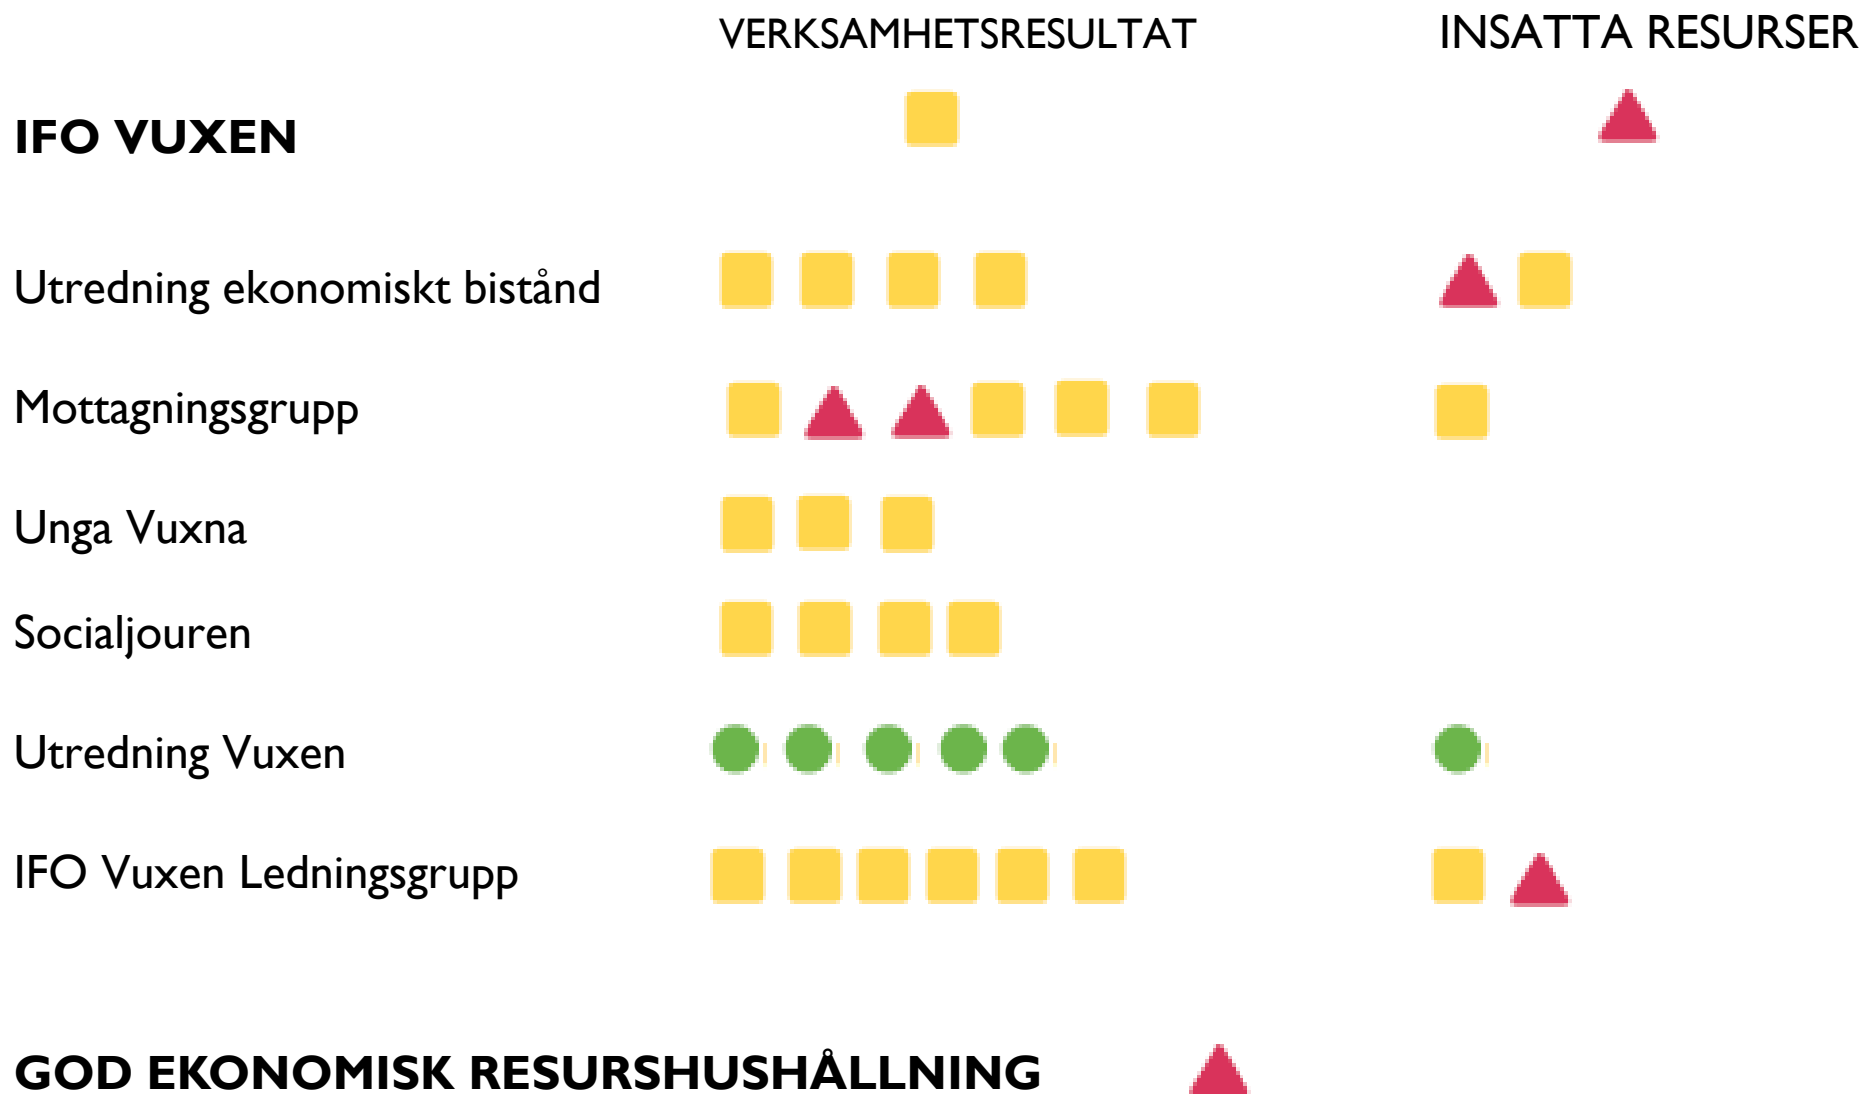 VERKSAMHETSRESULTAT INSATTA RESURSER
IFO VUXEN
Utredning ekonomiskt bistånd
Mottagningsgrupp
Unga Vuxna
Socialjouren
Utredning Vuxen
IFO Vuxen Ledningsgrupp
GOD EKONOMISK RESURSHUSHÅLLNING